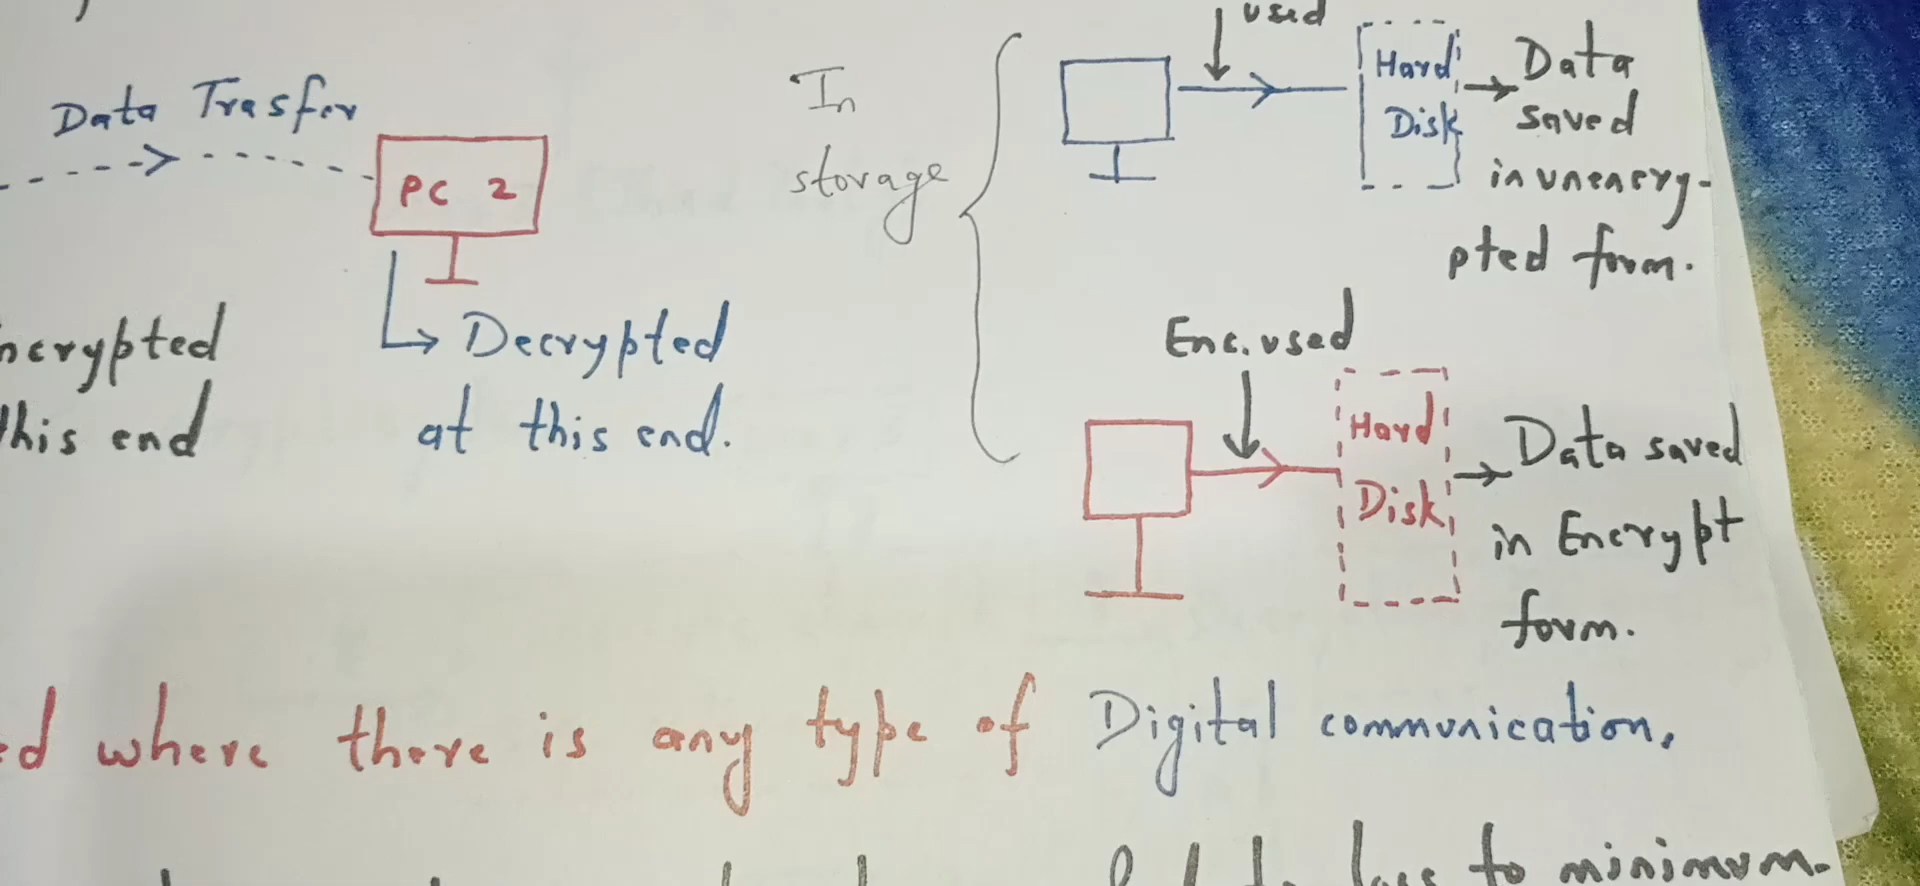 used
Data Trasfer
PC 2
Decrypted
at this end.
this end
In
storage
Hard
Disk
Data
saved
in unencry-
pted form.
Enc. used
Hard
Disk
Data saved
in Encrypt
form.
where there is any type of Digital communication.
loss to minimum.